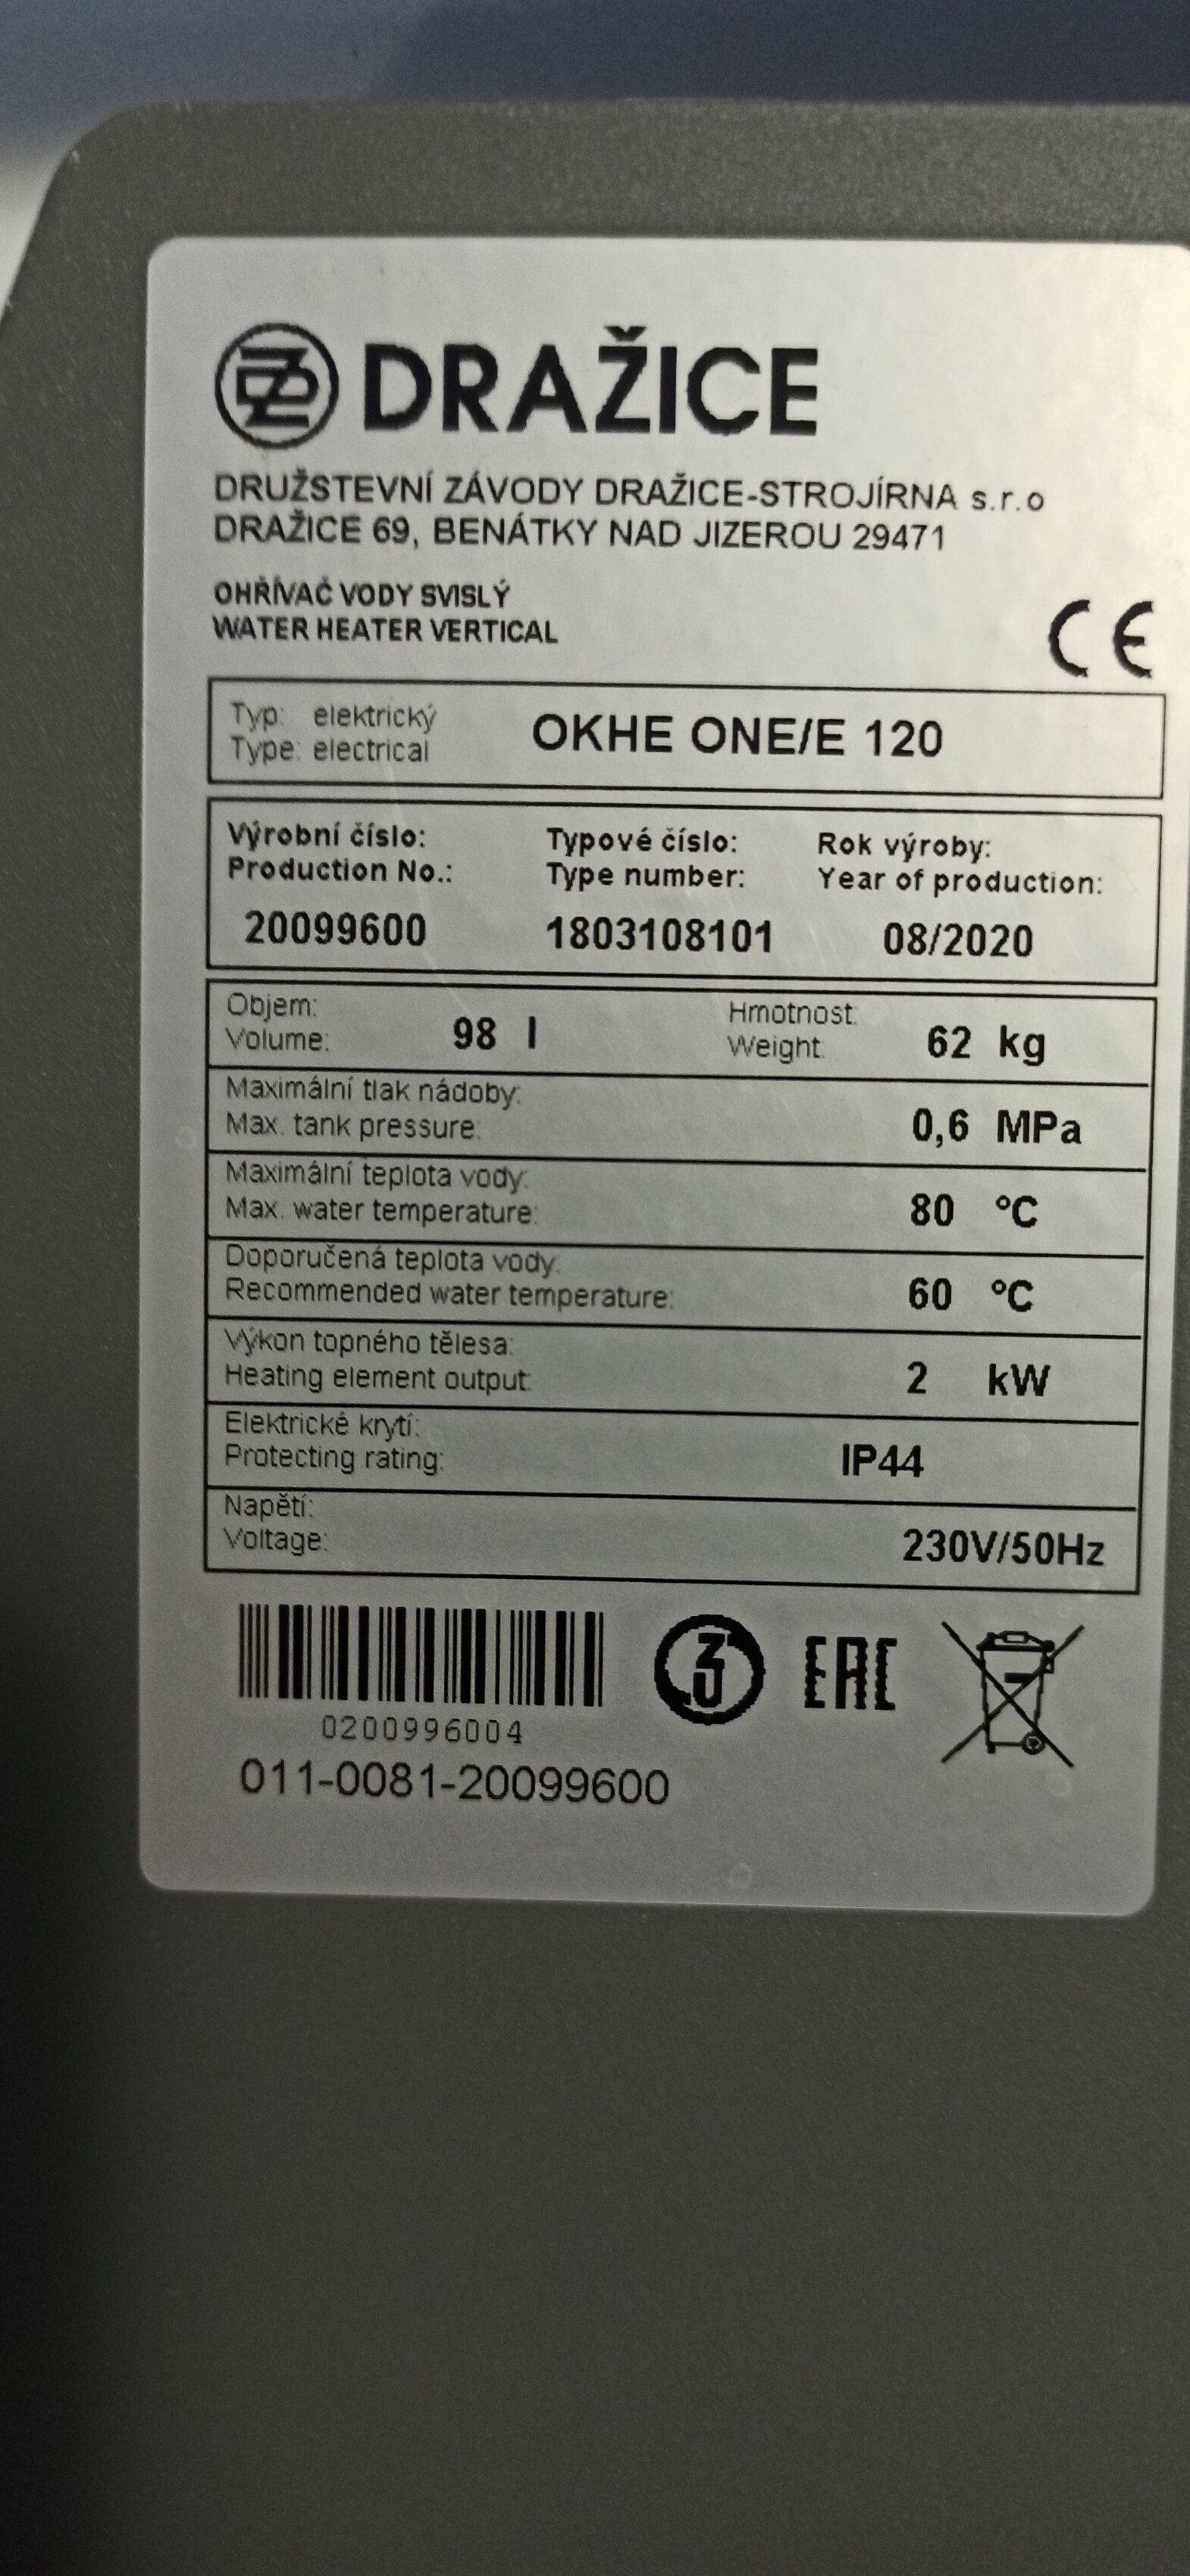 DRAŽICE
DRUŽSTEVNÍ ZÁVODY DRAŽICE-STROJÍRNA s.r.o
DRAŽICE 69, BENÁTKY NAD JIZEROU 29471
OHŘÍVAČ VODY SVISLÝ
WATER HEATER VERTICAL
CE
Typ: elektrický
Type: electrical
OKHE ONE/E 120
Výrobní číslo:
Production No.:
20099600
Typové číslo:
Type number:
1803108101
Rok výroby:
Year of production:
08/2020
Objem:
Volume:
98 l
Hmotnost:
Weight:
62 kg
Maximální tlak nádoby:
Max. tank pressure:
0,6 MPa
Maximální teplota vody:
Max. water temperature:
80 °C
Doporučená teplota vody:
Recommended water temperature:
60 °C
Výkon topného tělesa:
Heating element output:
2 kW
Elektrické krytí:
Protecting rating:
IP44
Napětí:
Voltage:
230V/50Hz
0200996004
EAC
011-0081-20099600